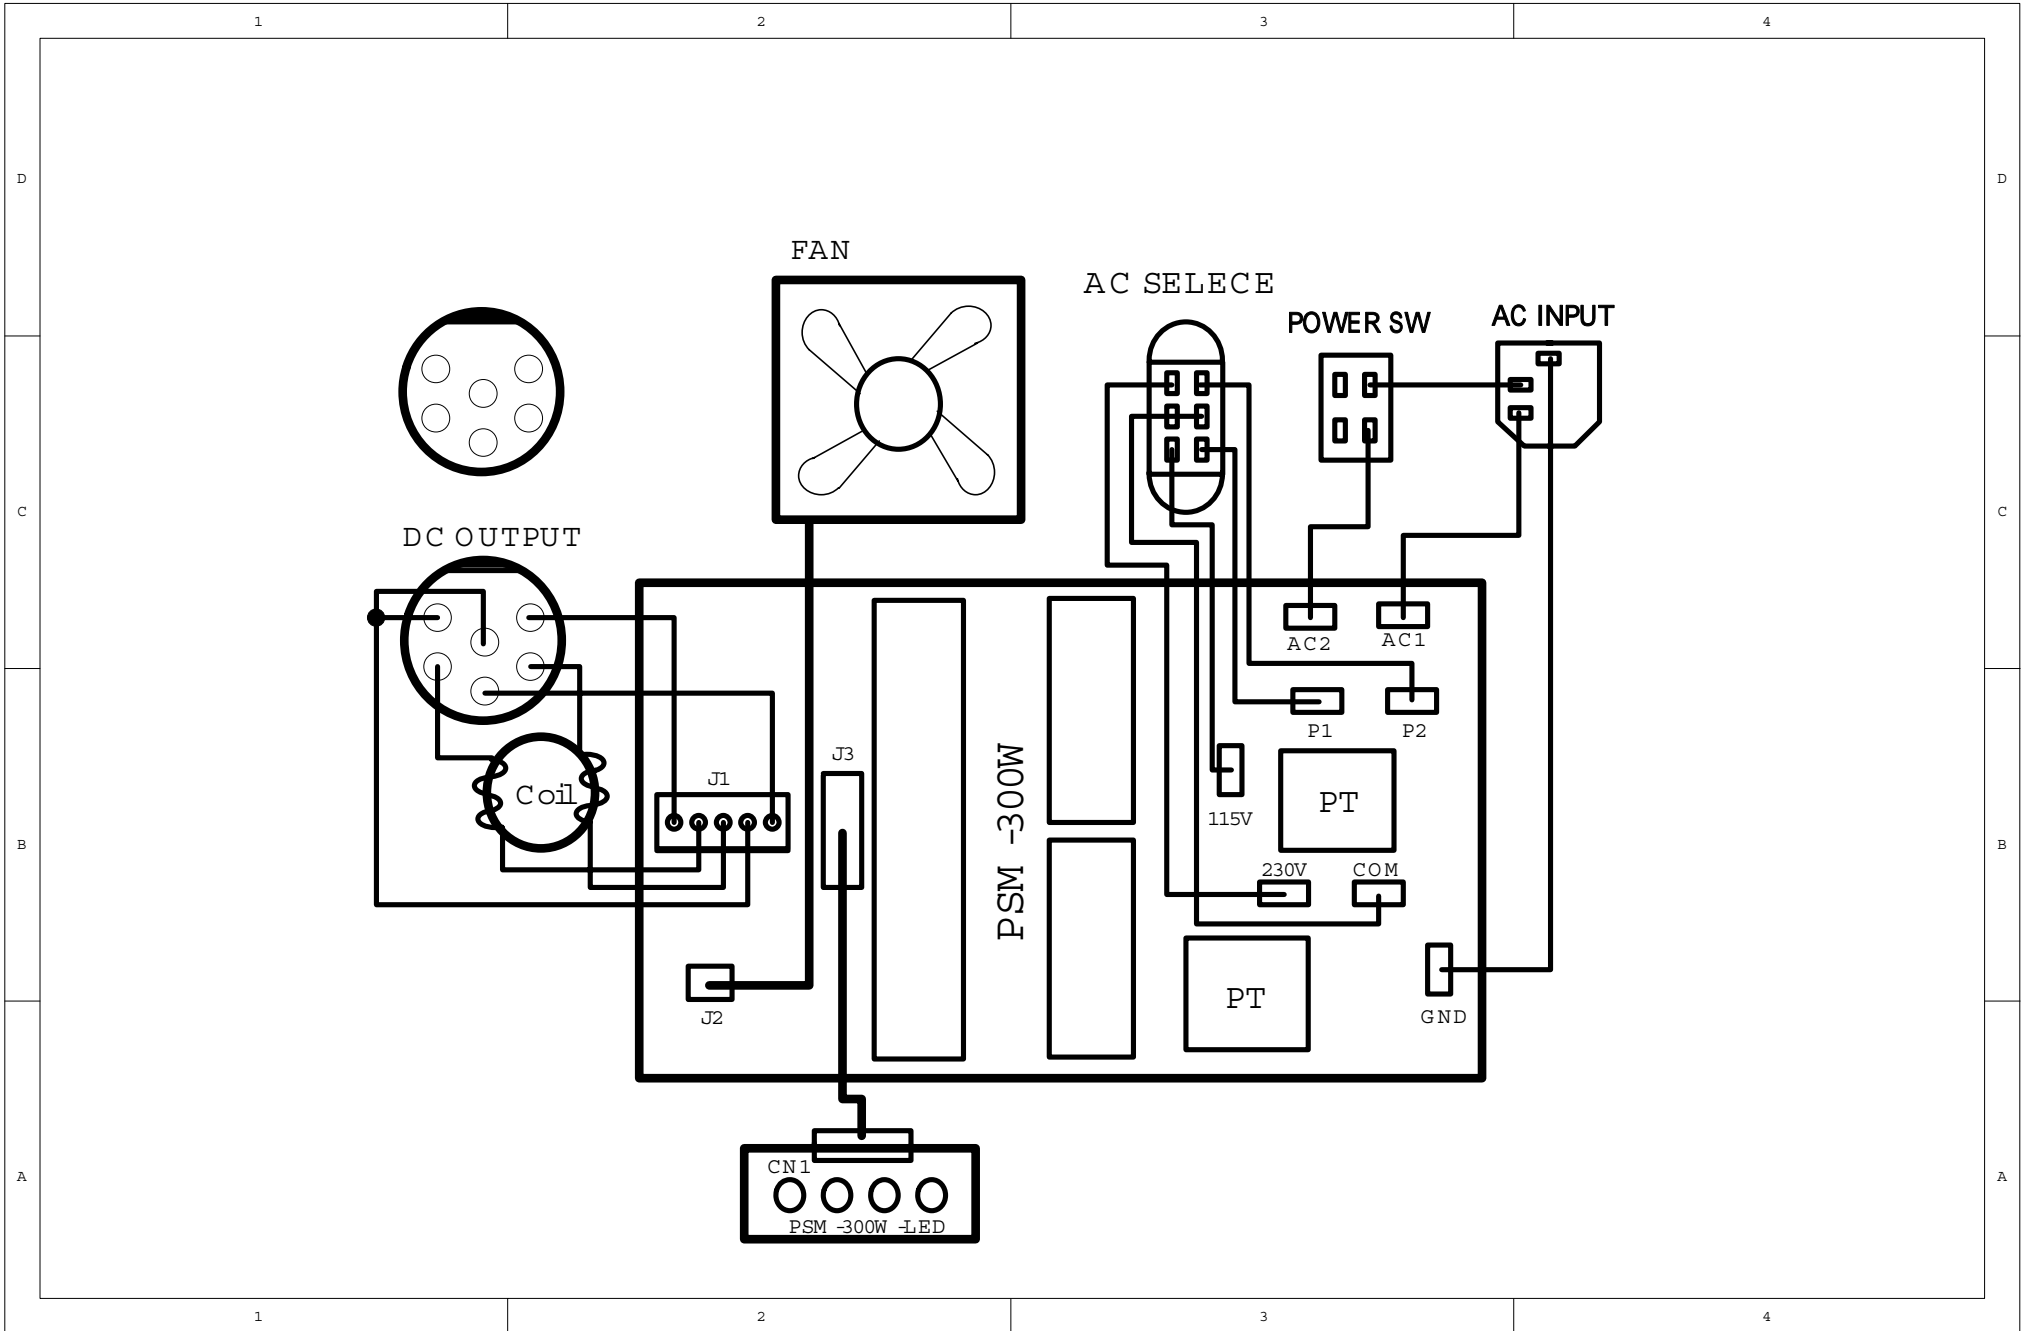 1 2 3 4
D D
FAN
AC SELECE
POWER SW
AC INPUT
C C
DC OUTPUT
AC2
AC1
P1
P2
J3
J1
Coil
PSM -300W
115V
PT
B B
230V
COM
PT
J2
GND
A A
CN1
PSM -300W -LED
1 2 3 4